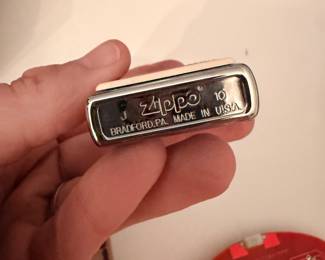 J Zippo® 10
BRADFORD.PA. MADE IN U.S.A.